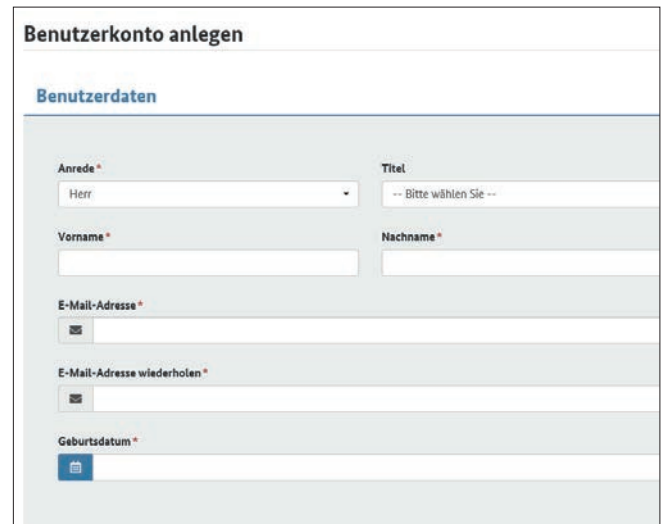 Benutzerkonto anlegen
Benutzerdaten
Anrede* Titel
Herr -- Bitte wählen Sie --
Vorname* Nachname*
E-Mail-Adresse*
E-Mail-Adresse wiederholen*
Geburtsdatum*